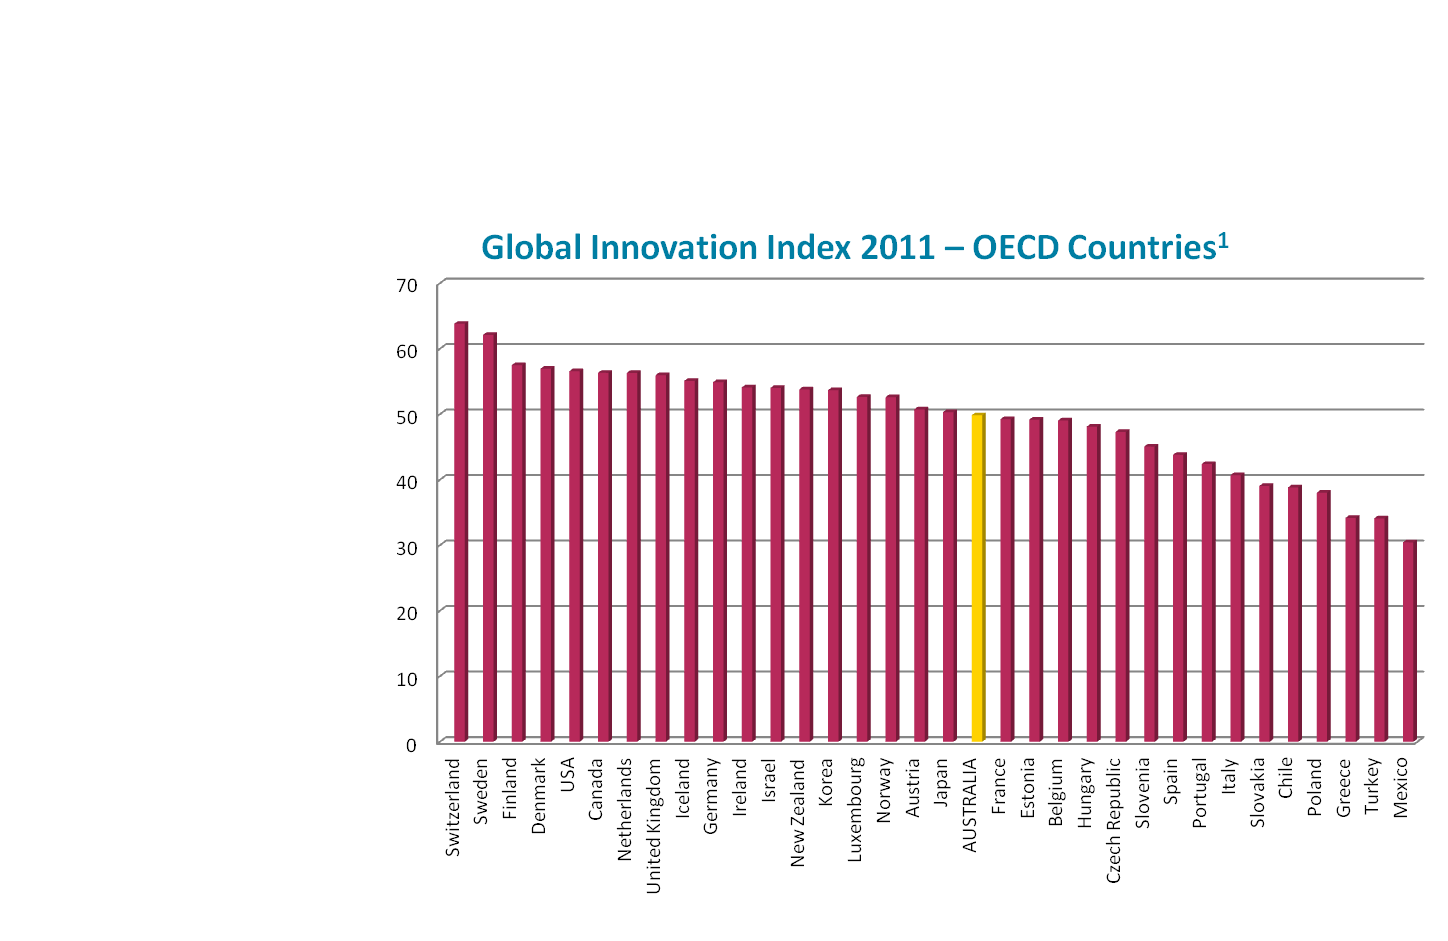 Global Innovation Index 2011 – OECD Countries1
70
60
50
40
30
20
10
0
Switzerland
Sweden
Finland
Denmark
USA
Canada
Netherlands
United Kingdom
Iceland
Germany
Ireland
Israel
New Zealand
Korea
Luxembourg
Norway
Austria
Japan
AUSTRALIA
France
Estonia
Belgium
Hungary
Czech Republic
Slovenia
Spain
Portugal
Italy
Slovakia
Chile
Poland
Greece
Turkey
Mexico